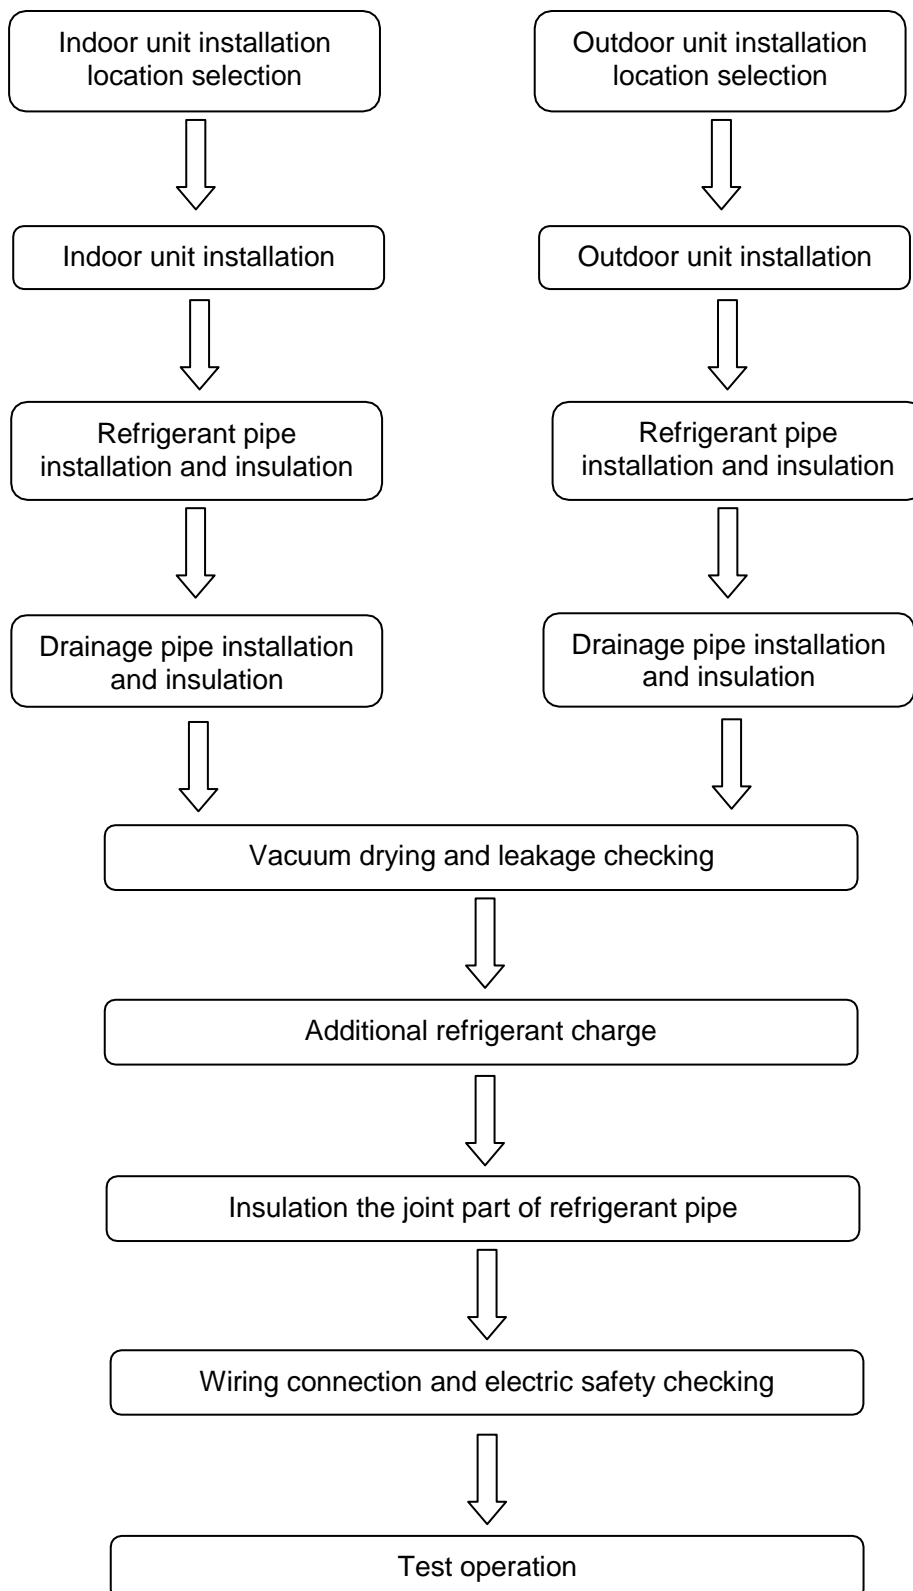 Indoor unit installation
location selection
Outdoor unit installation
location selection
Indoor unit installation
Outdoor unit installation
Refrigerant pipe
installation and insulation
Refrigerant pipe
installation and insulation
Drainage pipe installation
and insulation
Drainage pipe installation
and insulation
Vacuum drying and leakage checking
Additional refrigerant charge
Insulation the joint part of refrigerant pipe
Wiring connection and electric safety checking
Test operation